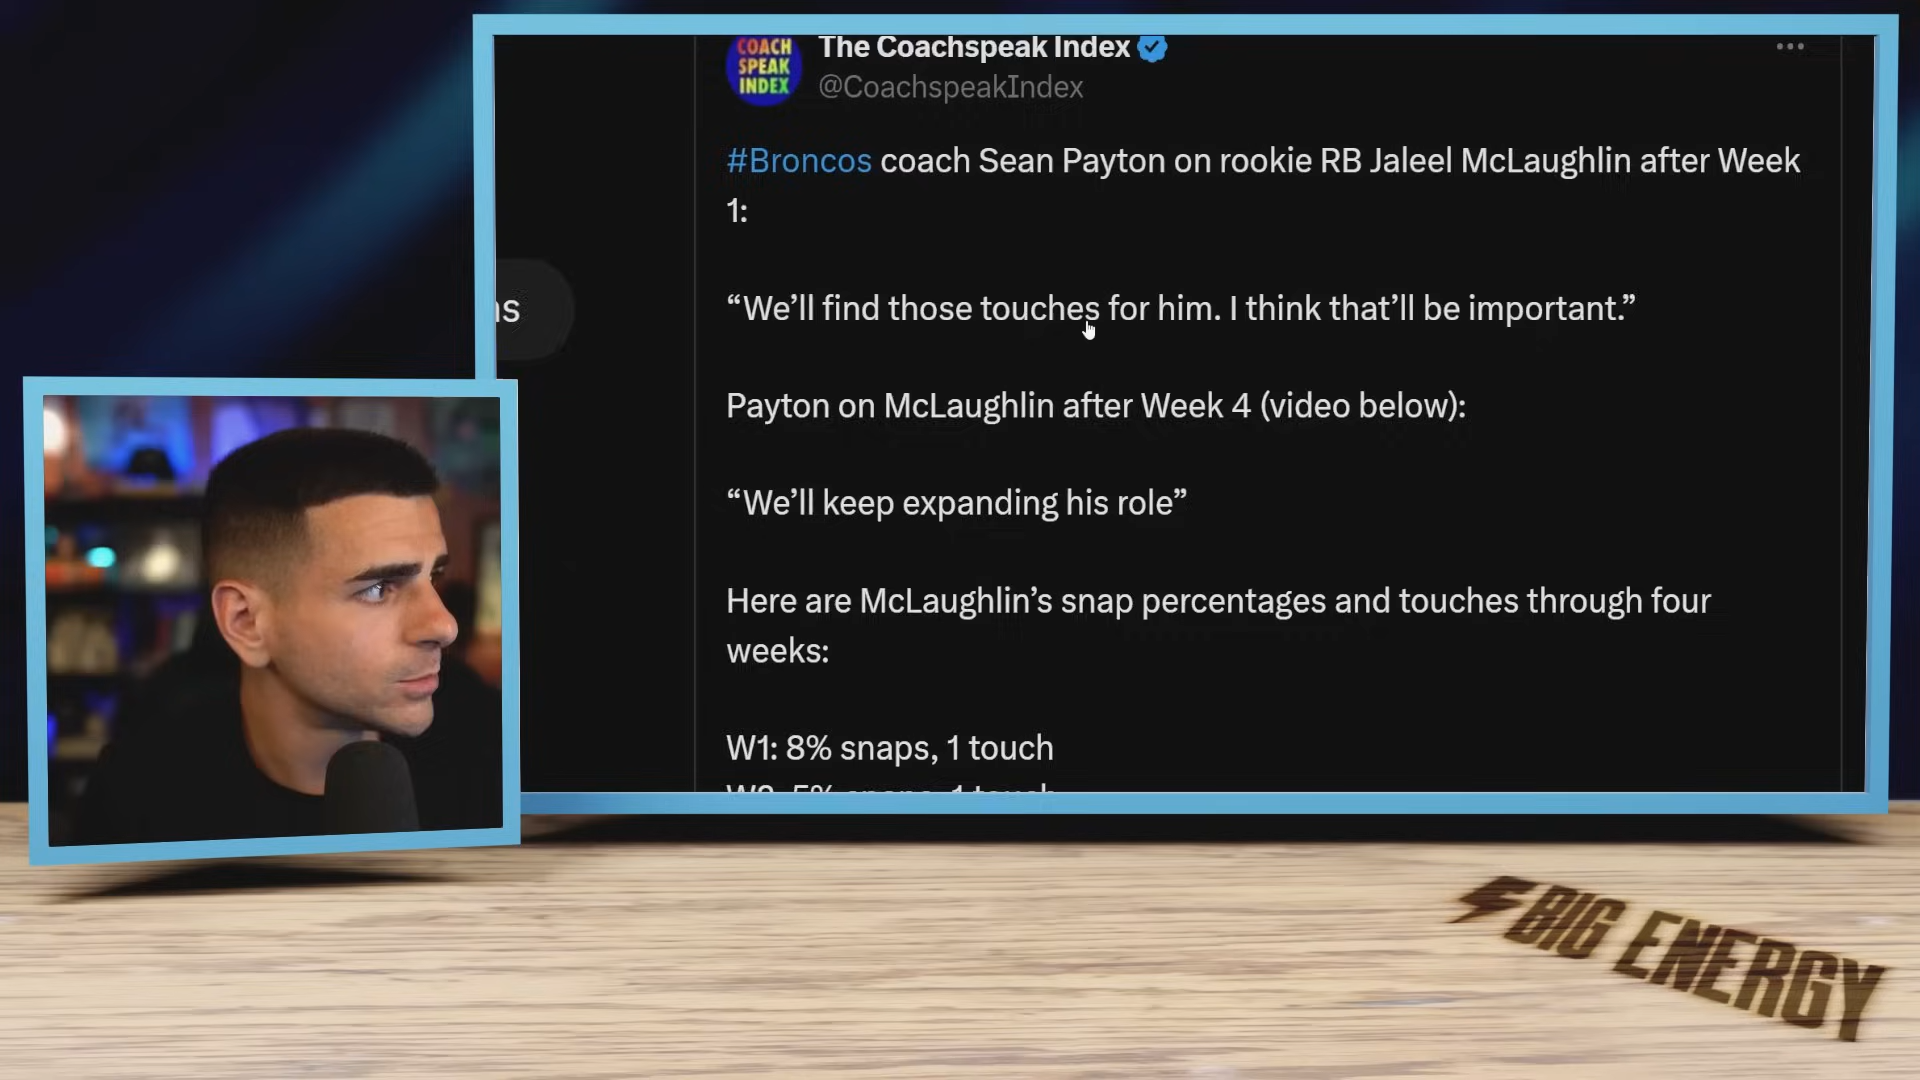 COACH
SPEAK
INDEX
The Coachspeak Index
@CoachspeakIndex
#Broncos coach Sean Payton on rookie RB Jaleel McLaughlin after Week
1:
“We’ll find those touches for him. I think that’ll be important.”
Payton on McLaughlin after Week 4 (video below):
“We’ll keep expanding his role”
Here are McLaughlin’s snap percentages and touches through four
weeks:
W1: 8% snaps, 1 touch
BIG ENERGY